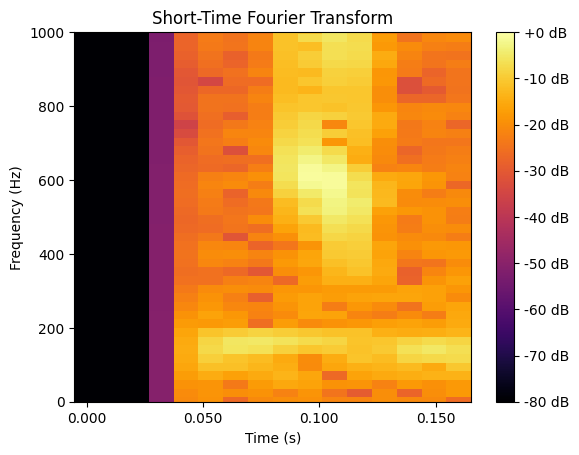 Short-Time Fourier Transform
1000
800
600
400
200
0
Frequency (Hz)
0.000
0.050
0.100
0.150
Time (s)
+0 dB
-10 dB
-20 dB
-30 dB
-40 dB
-50 dB
-60 dB
-70 dB
-80 dB